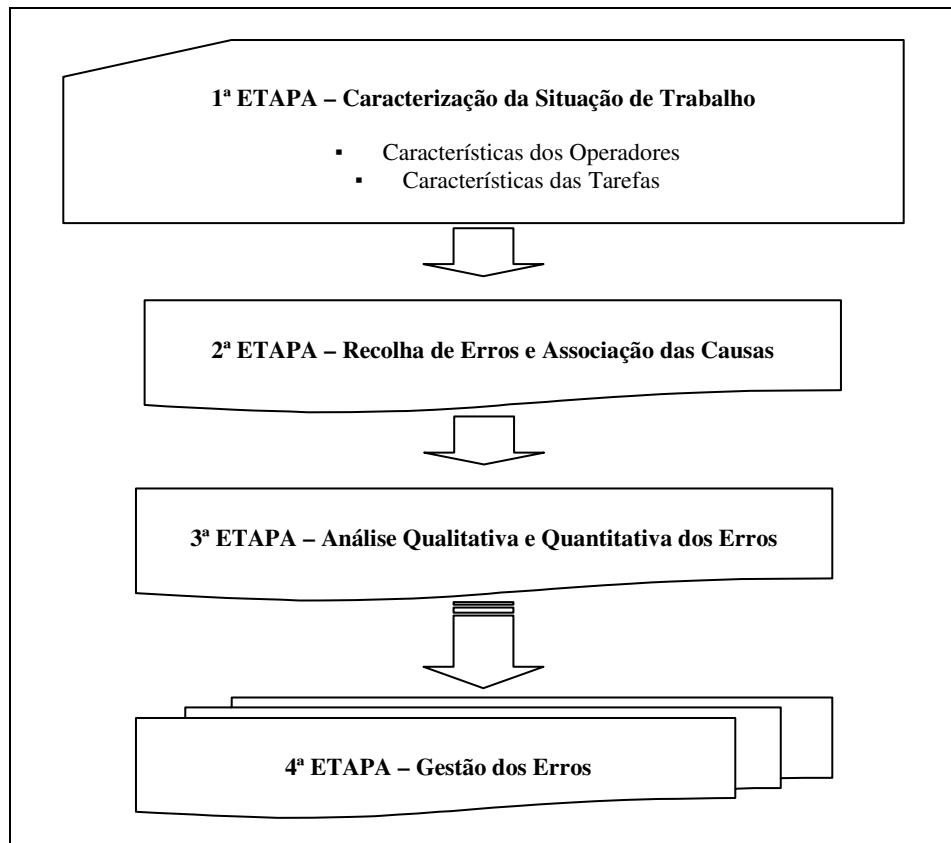 1ª ETAPA – Caracterização da Situação de Trabalho
▪ Características dos Operadores
▪ Características das Tarefas
2ª ETAPA – Recolha de Erros e Associação das Causas
3ª ETAPA – Análise Qualitativa e Quantitativa dos Erros
4ª ETAPA – Gestão dos Erros